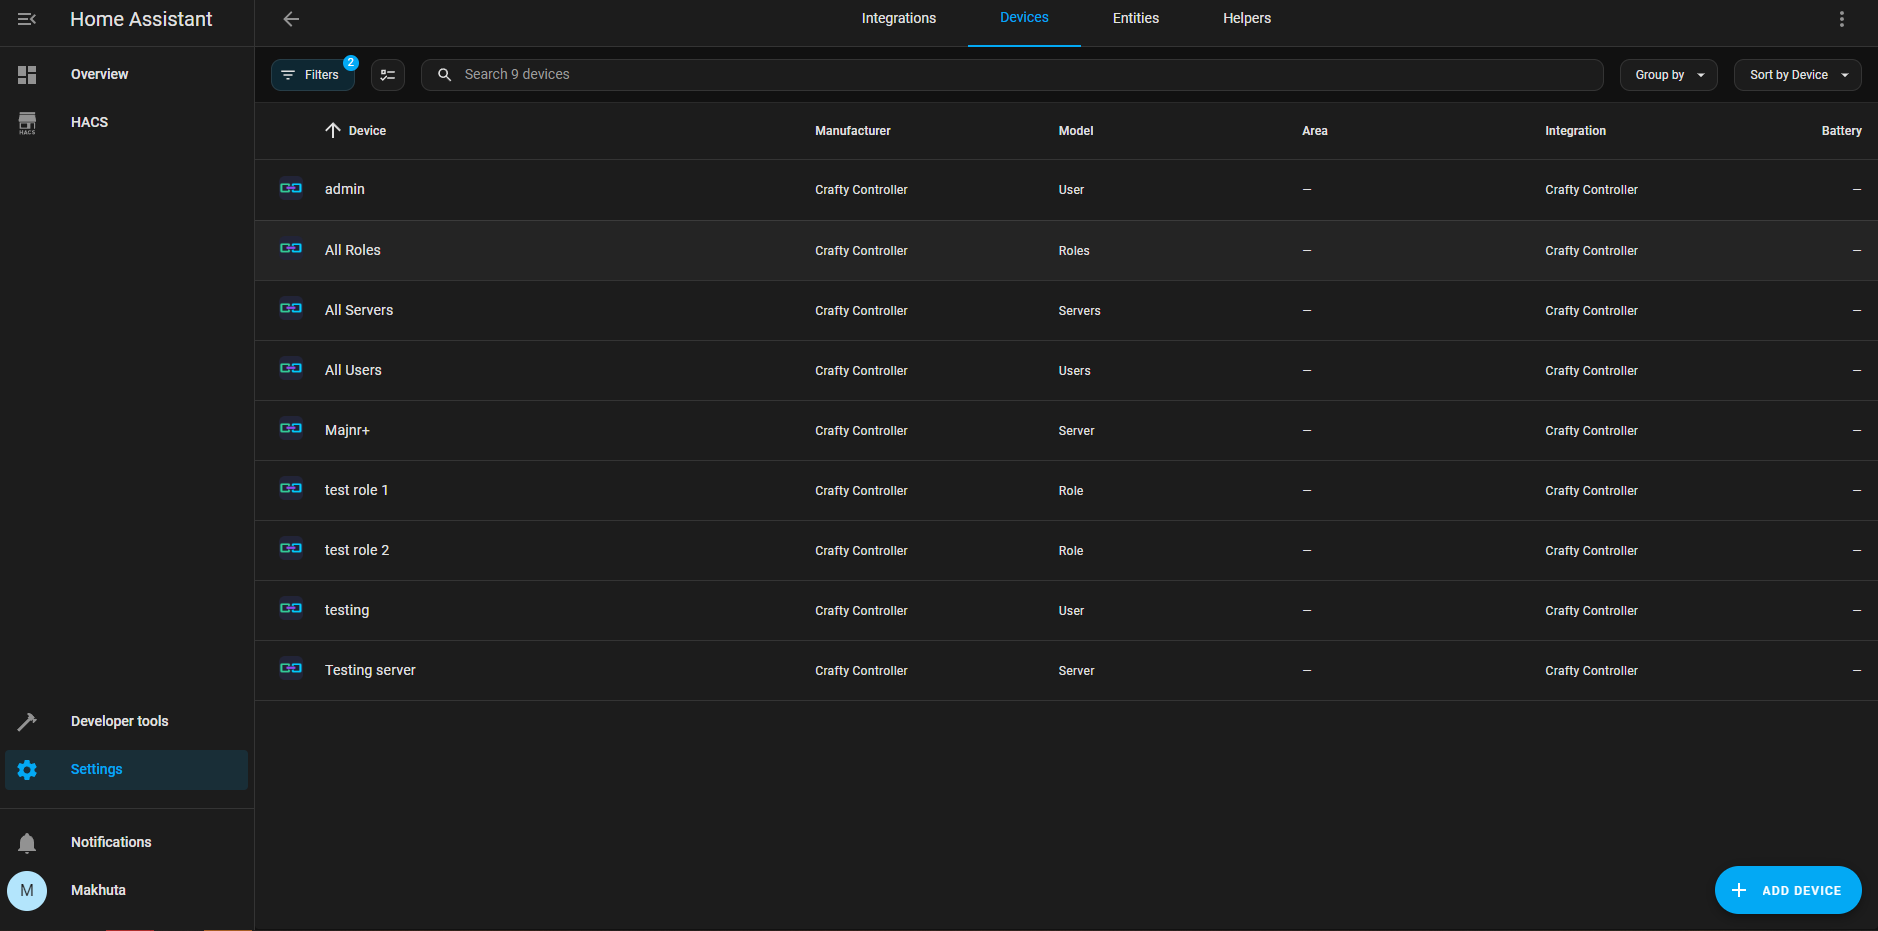 Home Assistant
Integrations
Devices
Entities
Helpers
Overview
HACS
HACS
Filters
2
Search 9 devices
Group by
Sort by Device
Device Manufacturer Model Area Integration Battery
admin Crafty Controller User — Crafty Controller —
All Roles Crafty Controller Roles — Crafty Controller —
All Servers Crafty Controller Servers — Crafty Controller —
All Users Crafty Controller Users — Crafty Controller —
Majnr+ Crafty Controller Server — Crafty Controller —
test role 1 Crafty Controller Role — Crafty Controller —
test role 2 Crafty Controller Role — Crafty Controller —
testing Crafty Controller User — Crafty Controller —
Testing server Crafty Controller Server — Crafty Controller —
Developer tools
Settings
Notifications
M
Makhuta
ADD DEVICE